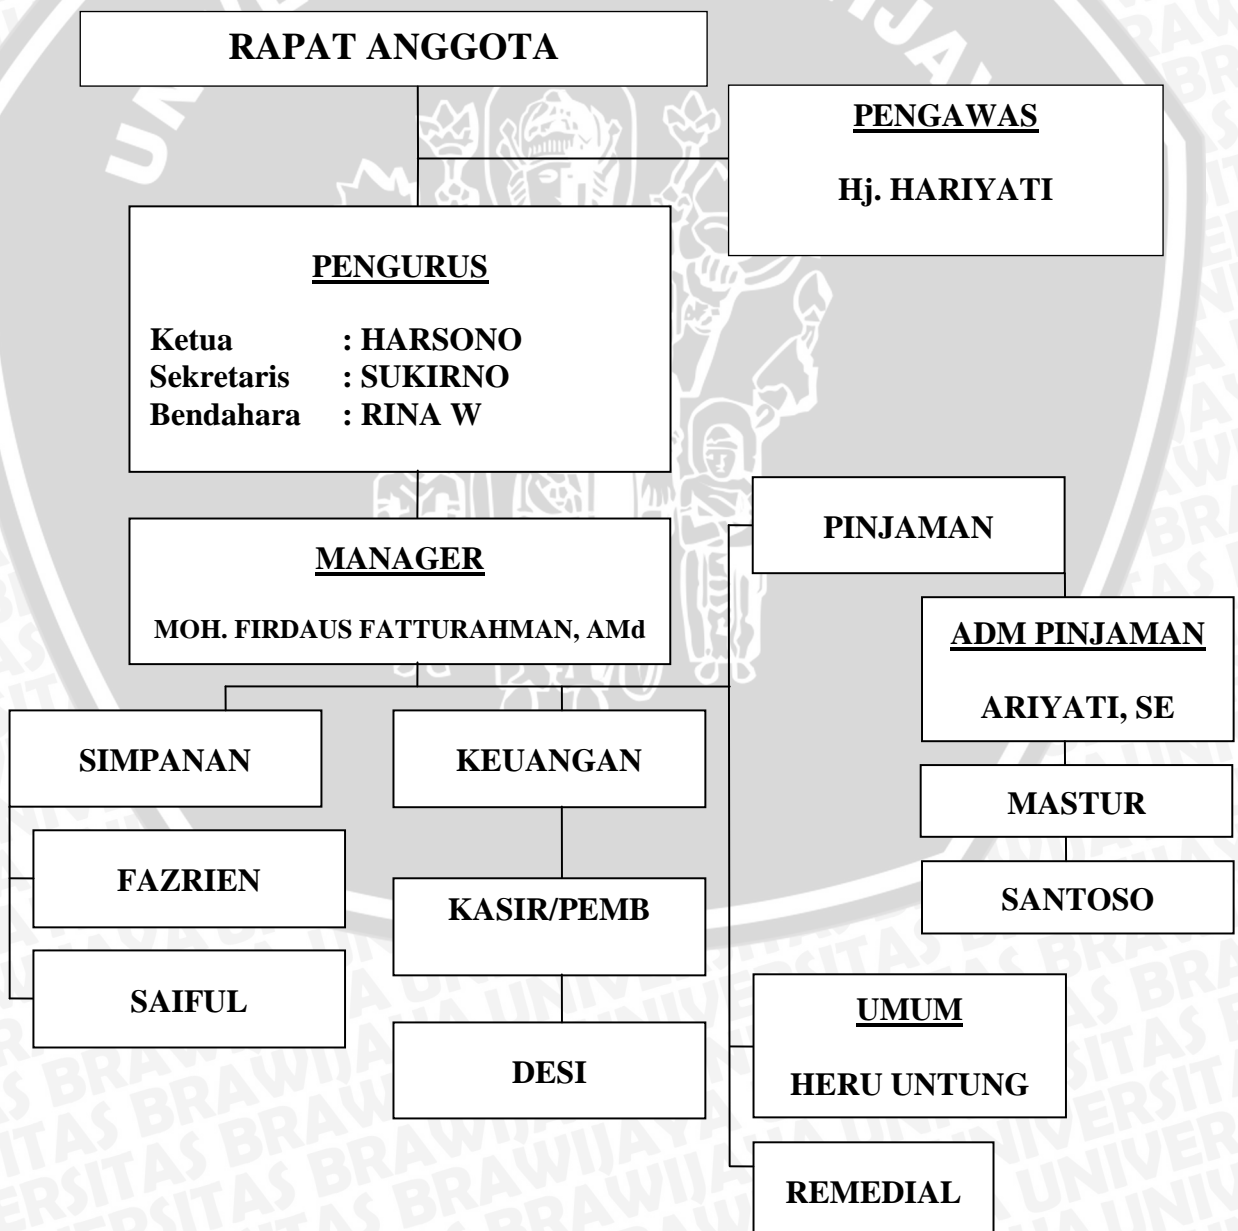 RAPAT ANGGOTA
PENGAWAS
Hj. HARIYATI
PENGURUS
Ketua : HARSONO
Sekretaris : SUKIRNO
Bendahara : RINA W
MANAGER
MOH. FIRDAUS FATTURAHMAN, AMd
PINJAMAN
ADM PINJAMAN
ARIYATI, SE
MASTUR
SANTOSO
SIMPANAN
FAZRIEN
SAIFUL
KEUANGAN
KASIR/PEMB
DESI
UMUM
HERU UNTUNG
REMEDIAL